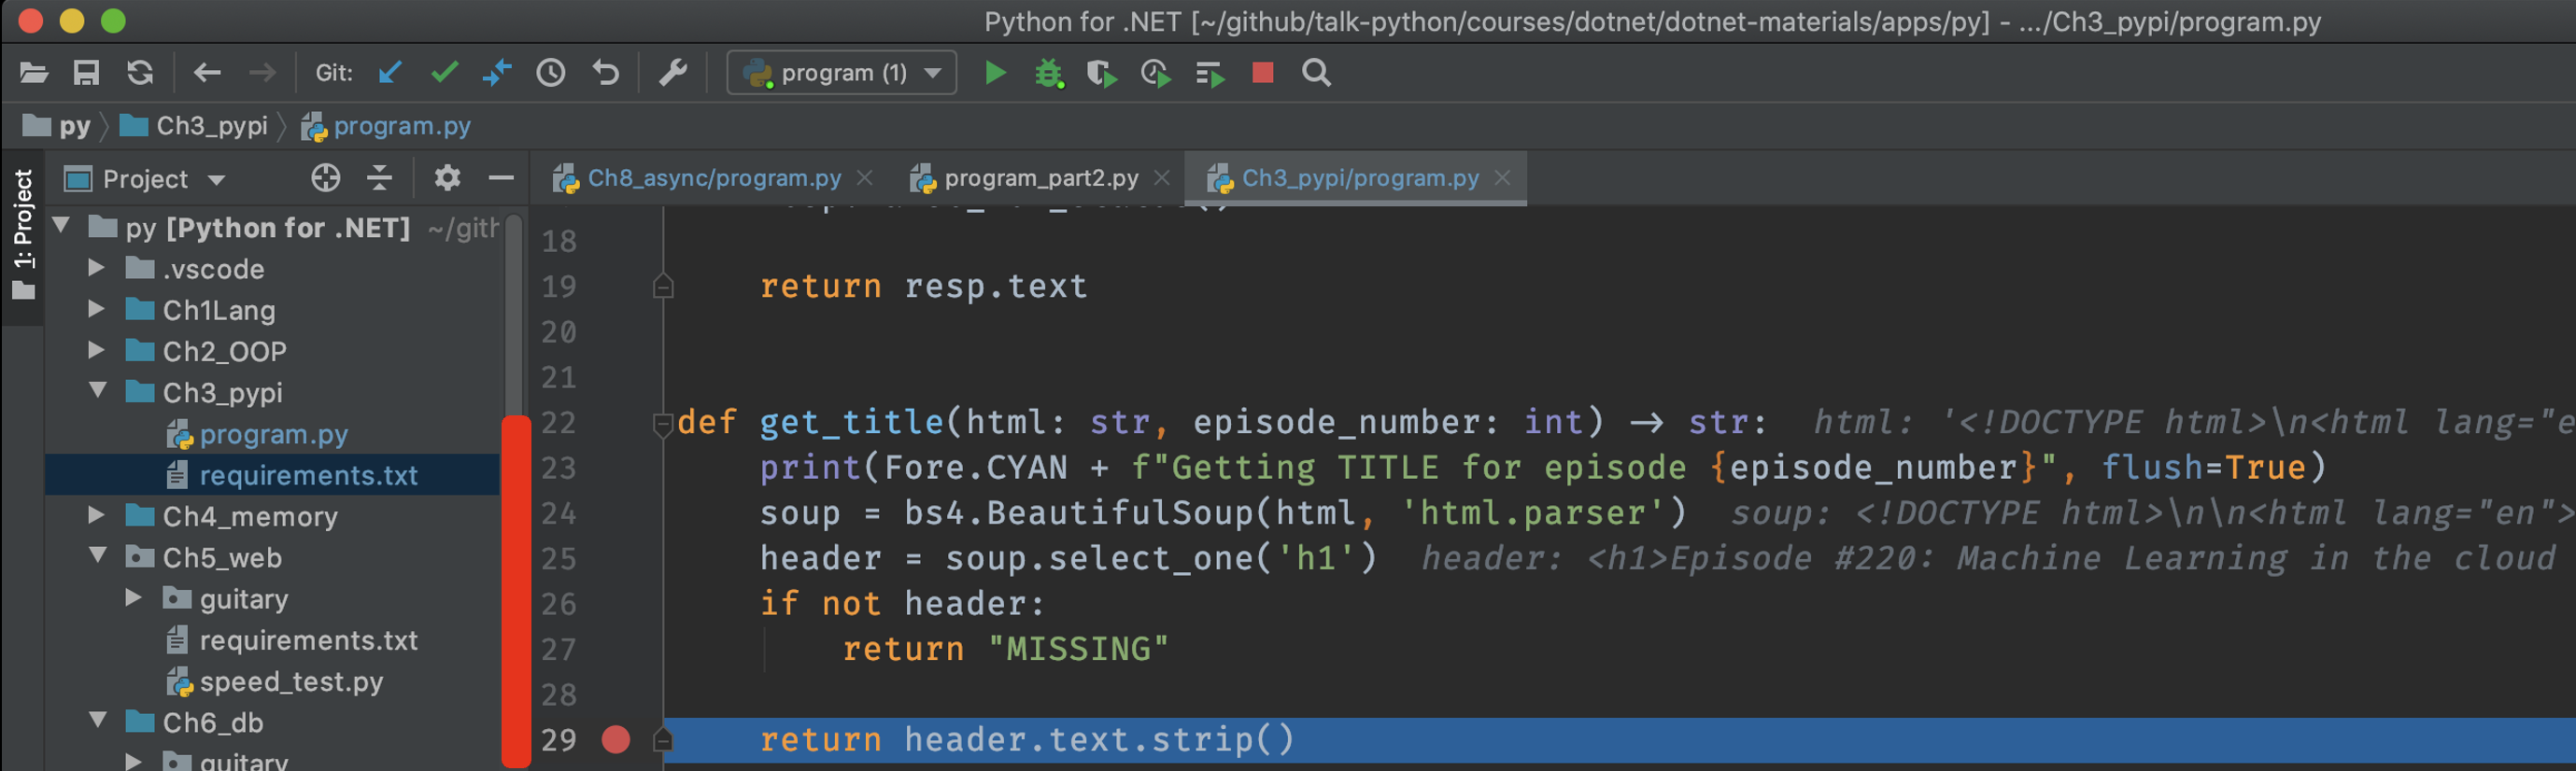 Python for .NET [~/github/talk-python/courses/dotnet/dotnet-materials/apps/py] - .../Ch3_pypi/program.py
Git: program (1)
py Ch3_pypi program.py
1: Project
Project Ch8_async/program.py program_part2.py Ch3_pypi/program.py
py [Python for .NET] ~/gith
.vscode
Ch1Lang
Ch2_OOP
Ch3_pypi
program.py
requirements.txt
Ch4_memory
Ch5_web
guitary
requirements.txt
speed_test.py
Ch6_db
guitary
18
19 return resp.text
20
21
22 def get_title(html: str, episode_number: int) → str: html: '<!DOCTYPE html>\n<html lang="e
23 print(Fore.CYAN + f"Getting TITLE for episode {episode_number}", flush=True)
24 soup = bs4.BeautifulSoup(html, 'html.parser') soup: <!DOCTYPE html>\n\n<html lang="en">
25 header = soup.select_one('h1') header: <h1>Episode #220: Machine Learning in the cloud
26 if not header:
27 return "MISSING"
28
29 return header.text.strip()